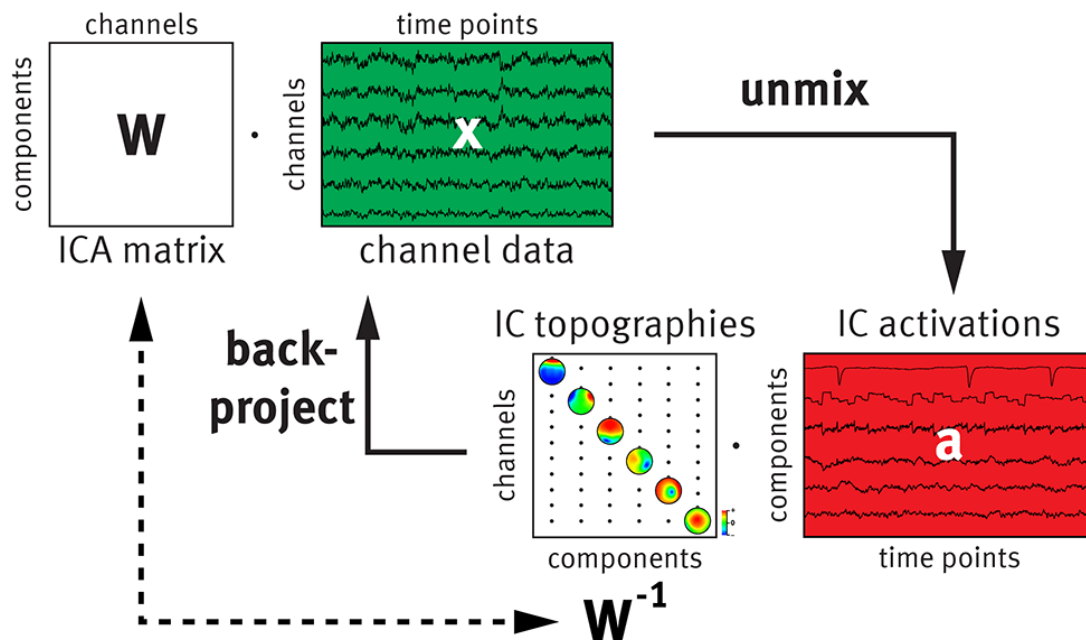 channels
time points
components
W
·
channels
x
unmix
ICA matrix
channel data
back-
project
IC topographies
IC activations
channels
+
0
–
·
components
a
components
time points
W-1